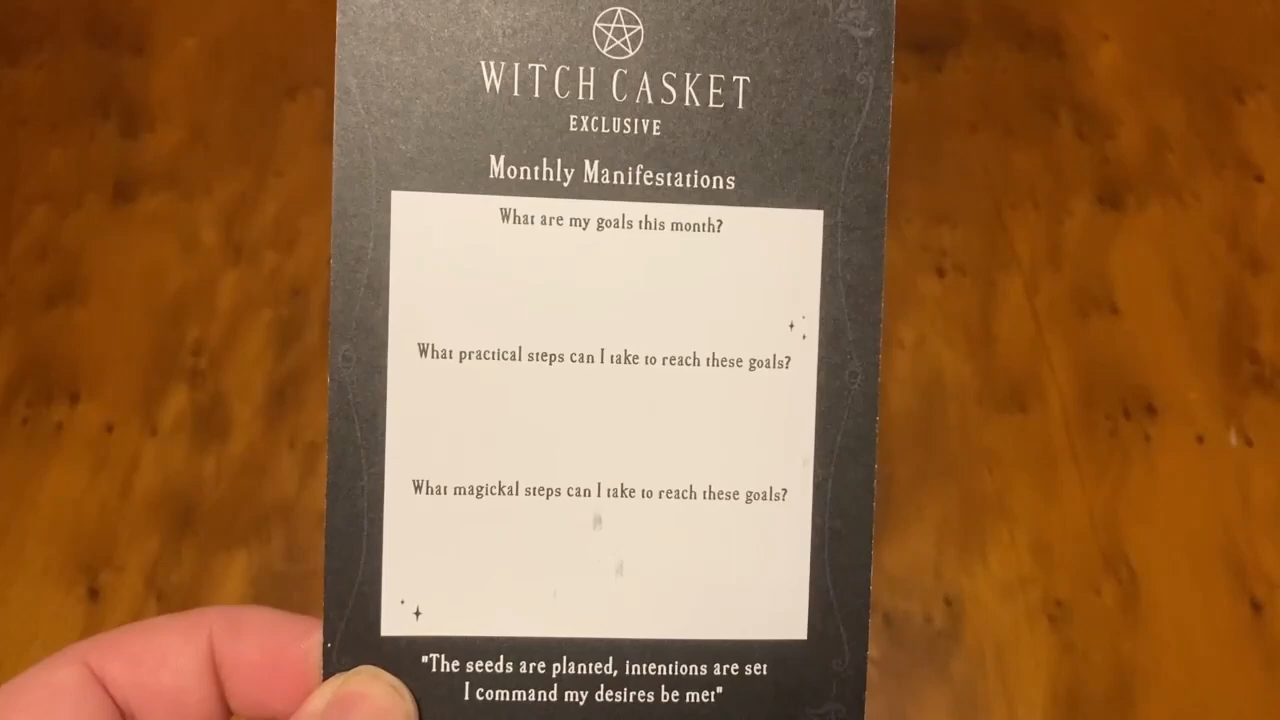 WITCH CASKET
EXCLUSIVE
Monthly Manifestations
What are my goals this month?
What practical steps can I take to reach these goals?
What magickal steps can I take to reach these goals?
"The seeds are planted, intentions are set
I command my desires be met"